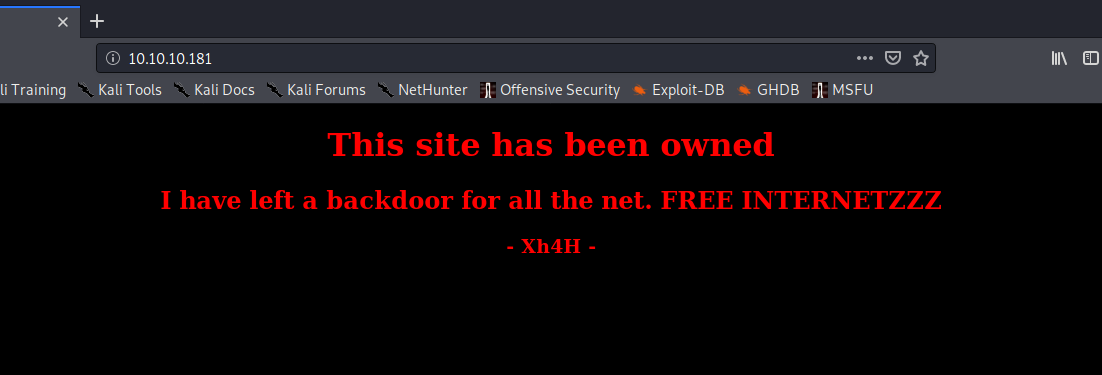 10.10.10.181
li Training Kali Tools Kali Docs Kali Forums NetHunter Offensive Security Exploit-DB GHDB MSFU
This site has been owned
I have left a backdoor for all the net. FREE INTERNETZZZ
- Xh4H -